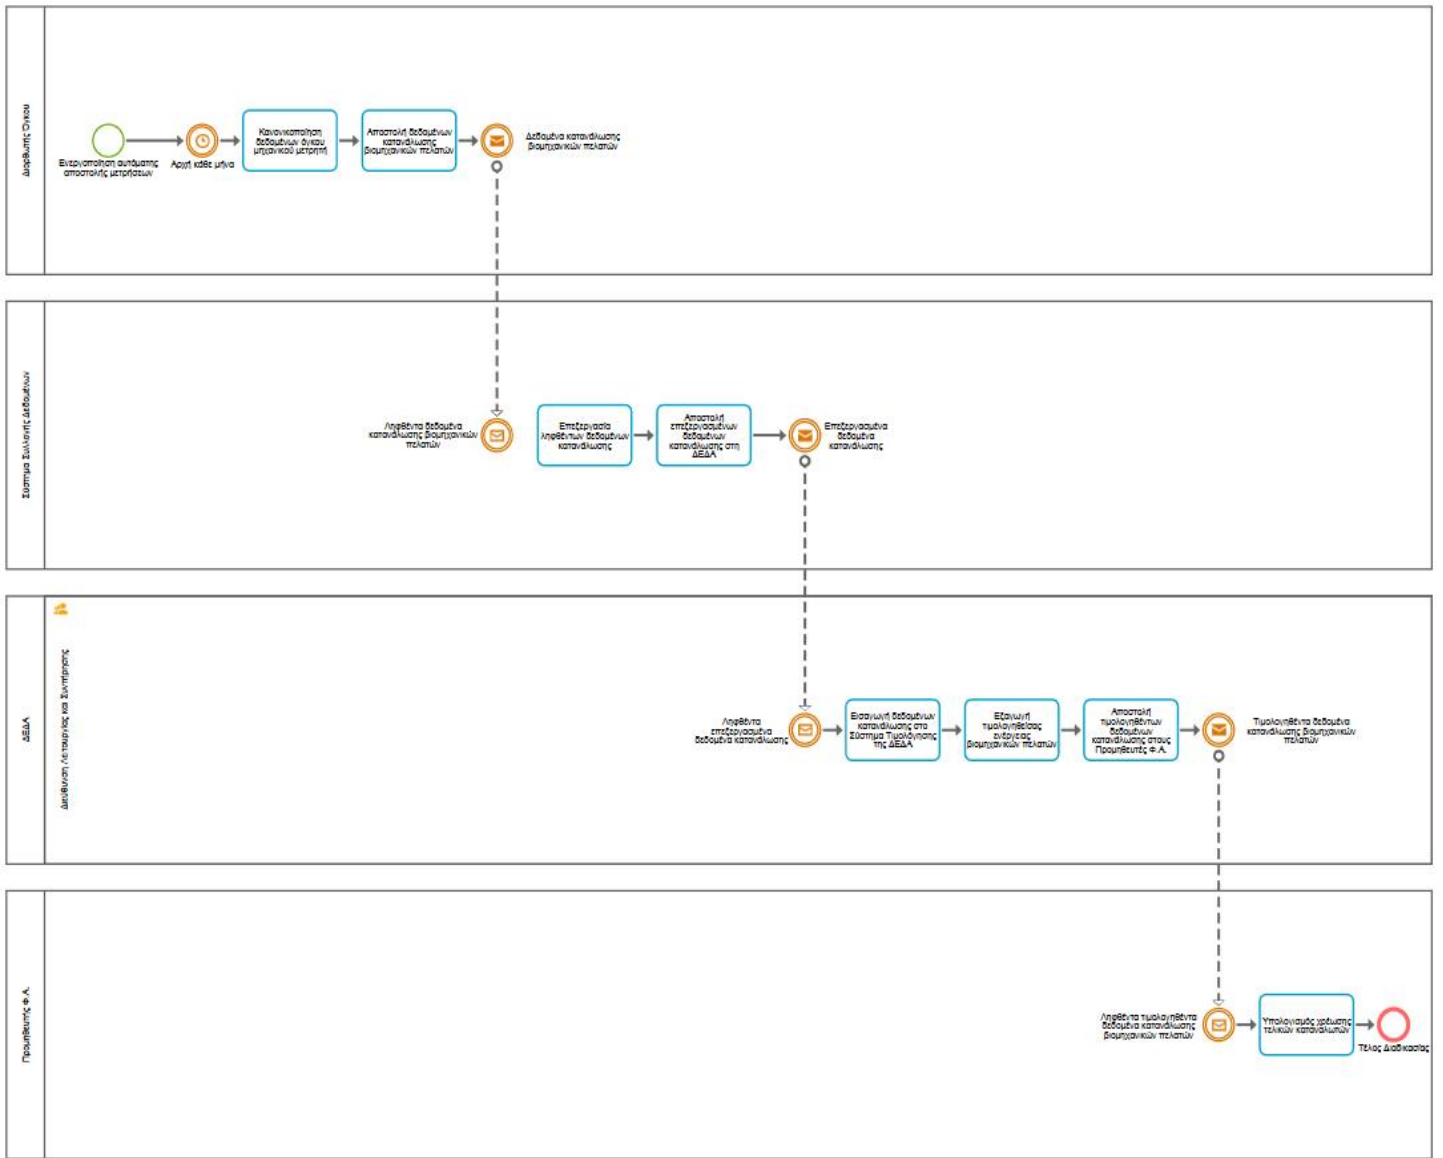 Διορθωτής Όγκου
Ενεργοποίηση αυτόματης
αποστολής μετρήσεων
Αρχή κάθε μήνα
Κανονικοποίηση
δεδομένων όγκου
μηχανικού μετρητή
Αποστολή δεδομένων
κατανάλωσης
βιομηχανικών πελατών
Δεδομένα κατανάλωσης
βιομηχανικών πελατών
Σύστημα Συλλογής Δεδομένων
Ληφθέντα δεδομένα
κατανάλωσης βιομηχανικών
πελατών
Επεξεργασία
ληφθέντων δεδομένων
κατανάλωσης
Αποστολή
επεξεργασμένων
δεδομένων
κατανάλωσης στη
ΔΕΔΑ
Επεξεργασμένα
δεδομένα
κατανάλωσης
ΔΕΔΑ
Διεύθυνση Λειτουργίας και Συντήρησης
Ληφθέντα
επεξεργασμένα
δεδομένα κατανάλωσης
Εισαγωγή δεδομένων
κατανάλωσης στο
Σύστημα Τιμολόγησης
της ΔΕΔΑ
Εξαγωγή
τιμολογηθείσας
ενέργειας
βιομηχανικών πελατών
Αποστολή
τιμολογηθέντων
δεδομένων
κατανάλωσης στους
Προμηθευτές Φ.Α.
Τιμολογηθέντα δεδομένα
κατανάλωσης βιομηχανικών
πελατών
Προμηθευτής Φ.Α.
Ληφθέντα τιμολογηθέντα
δεδομένα κατανάλωσης
βιομηχανικών πελατών
Υπολογισμός χρέωσης
τελικών καταναλωτών
Τέλος Διαδικασίας